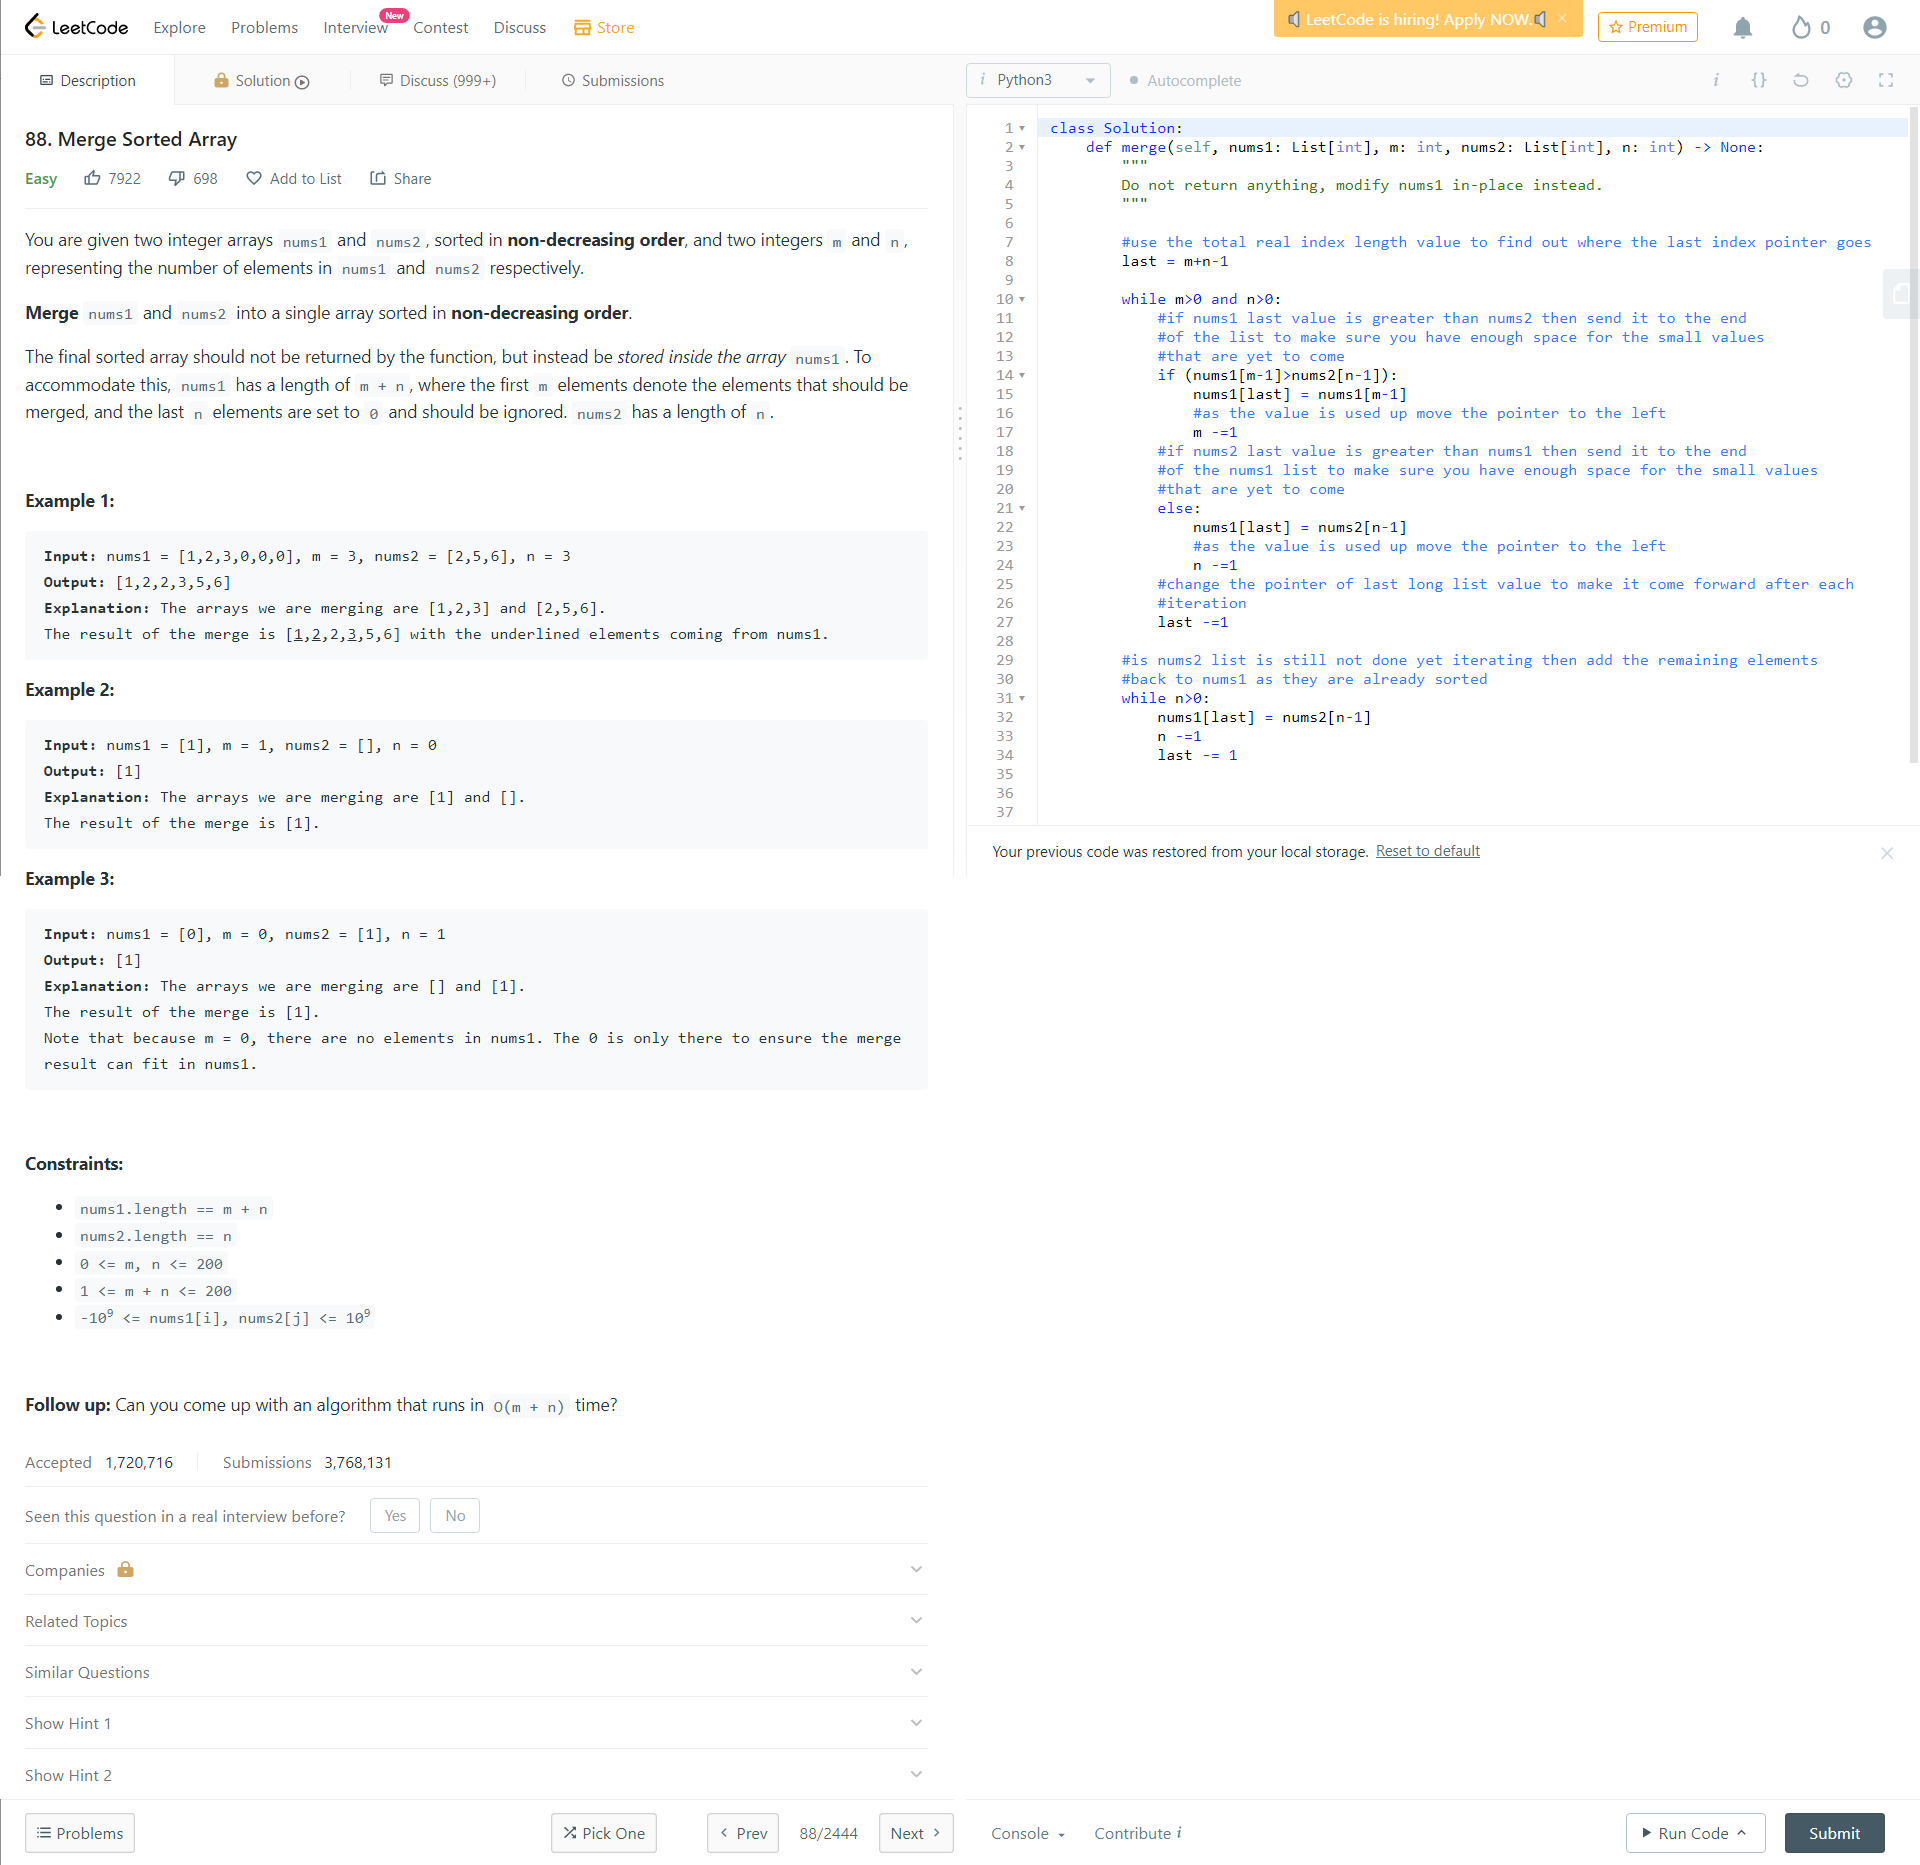 LeetCode
Explore
Problems
Interview
New
Contest
Discuss
Store
LeetCode is hiring! Apply NOW.
Premium
0
Description
Solution
Discuss (999+)
Submissions
88. Merge Sorted Array
Easy
7922
698
Add to List
Share
You are given two integer arrays nums1 and nums2, sorted in non-decreasing order, and two integers m and n,
representing the number of elements in nums1 and nums2 respectively.
Merge nums1 and nums2 into a single array sorted in non-decreasing order.
The final sorted array should not be returned by the function, but instead be stored inside the array nums1. To
accommodate this, nums1 has a length of m + n, where the first m elements denote the elements that should be
merged, and the last n elements are set to 0 and should be ignored. nums2 has a length of n.
Example 1:
Input: nums1 = [1,2,3,0,0,0], m = 3, nums2 = [2,5,6], n = 3
Output: [1,2,2,3,5,6]
Explanation: The arrays we are merging are [1,2,3] and [2,5,6].
The result of the merge is [1,2,2,3,5,6] with the underlined elements coming from nums1.
Example 2:
Input: nums1 = [1], m = 1, nums2 = [], n = 0
Output: [1]
Explanation: The arrays we are merging are [1] and [].
The result of the merge is [1].
Example 3:
Input: nums1 = [0], m = 0, nums2 = [1], n = 1
Output: [1]
Explanation: The arrays we are merging are [] and [1].
The result of the merge is [1].
Note that because m = 0, there are no elements in nums1. The 0 is only there to ensure the merge
result can fit in nums1.
Constraints:
nums1.length == m + n
nums2.length == n
0 <= m, n <= 200
1 <= m + n <= 200
-10⁹ <= nums1[i], nums2[j] <= 10⁹
Follow up: Can you come up with an algorithm that runs in O(m + n) time?
Accepted 1,720,716
Submissions 3,768,131
Seen this question in a real interview before?
Yes
No
Companies
Related Topics
Similar Questions
Show Hint 1
Show Hint 2
Problems
Pick One
Prev
88/2444
Next
i Python3
Autocomplete
i {}
1 class Solution:
2     def merge(self, nums1: List[int], m: int, nums2: List[int], n: int) -> None:
3         """
4         Do not return anything, modify nums1 in-place instead.
5         """
6
7         #use the total real index length value to find out where the last index pointer goes
8         last = m+n-1
9
10         while m>0 and n>0:
11             #if nums1 last value is greater than nums2 then send it to the end
12             #of the list to make sure you have enough space for the small values
13             #that are yet to come
14             if (nums1[m-1]>nums2[n-1]):
15                 nums1[last] = nums1[m-1]
16                 #as the value is used up move the pointer to the left
17                 m -=1
18             #if nums2 last value is greater than nums1 then send it to the end
19             #of the nums1 list to make sure you have enough space for the small values
20             #that are yet to come
21             else:
22                 nums1[last] = nums2[n-1]
23                 #as the value is used up move the pointer to the left
24                 n -=1
25             #change the pointer of last long list value to make it come forward after each
26             #iteration
27             last -=1
28
29         #is nums2 list is still not done yet iterating then add the remaining elements
30         #back to nums1 as they are already sorted
31         while n>0:
32             nums1[last] = nums2[n-1]
33             n -=1
34             last -= 1
35
36
37
Your previous code was restored from your local storage. Reset to default
Console
Contribute i
Run Code
Submit